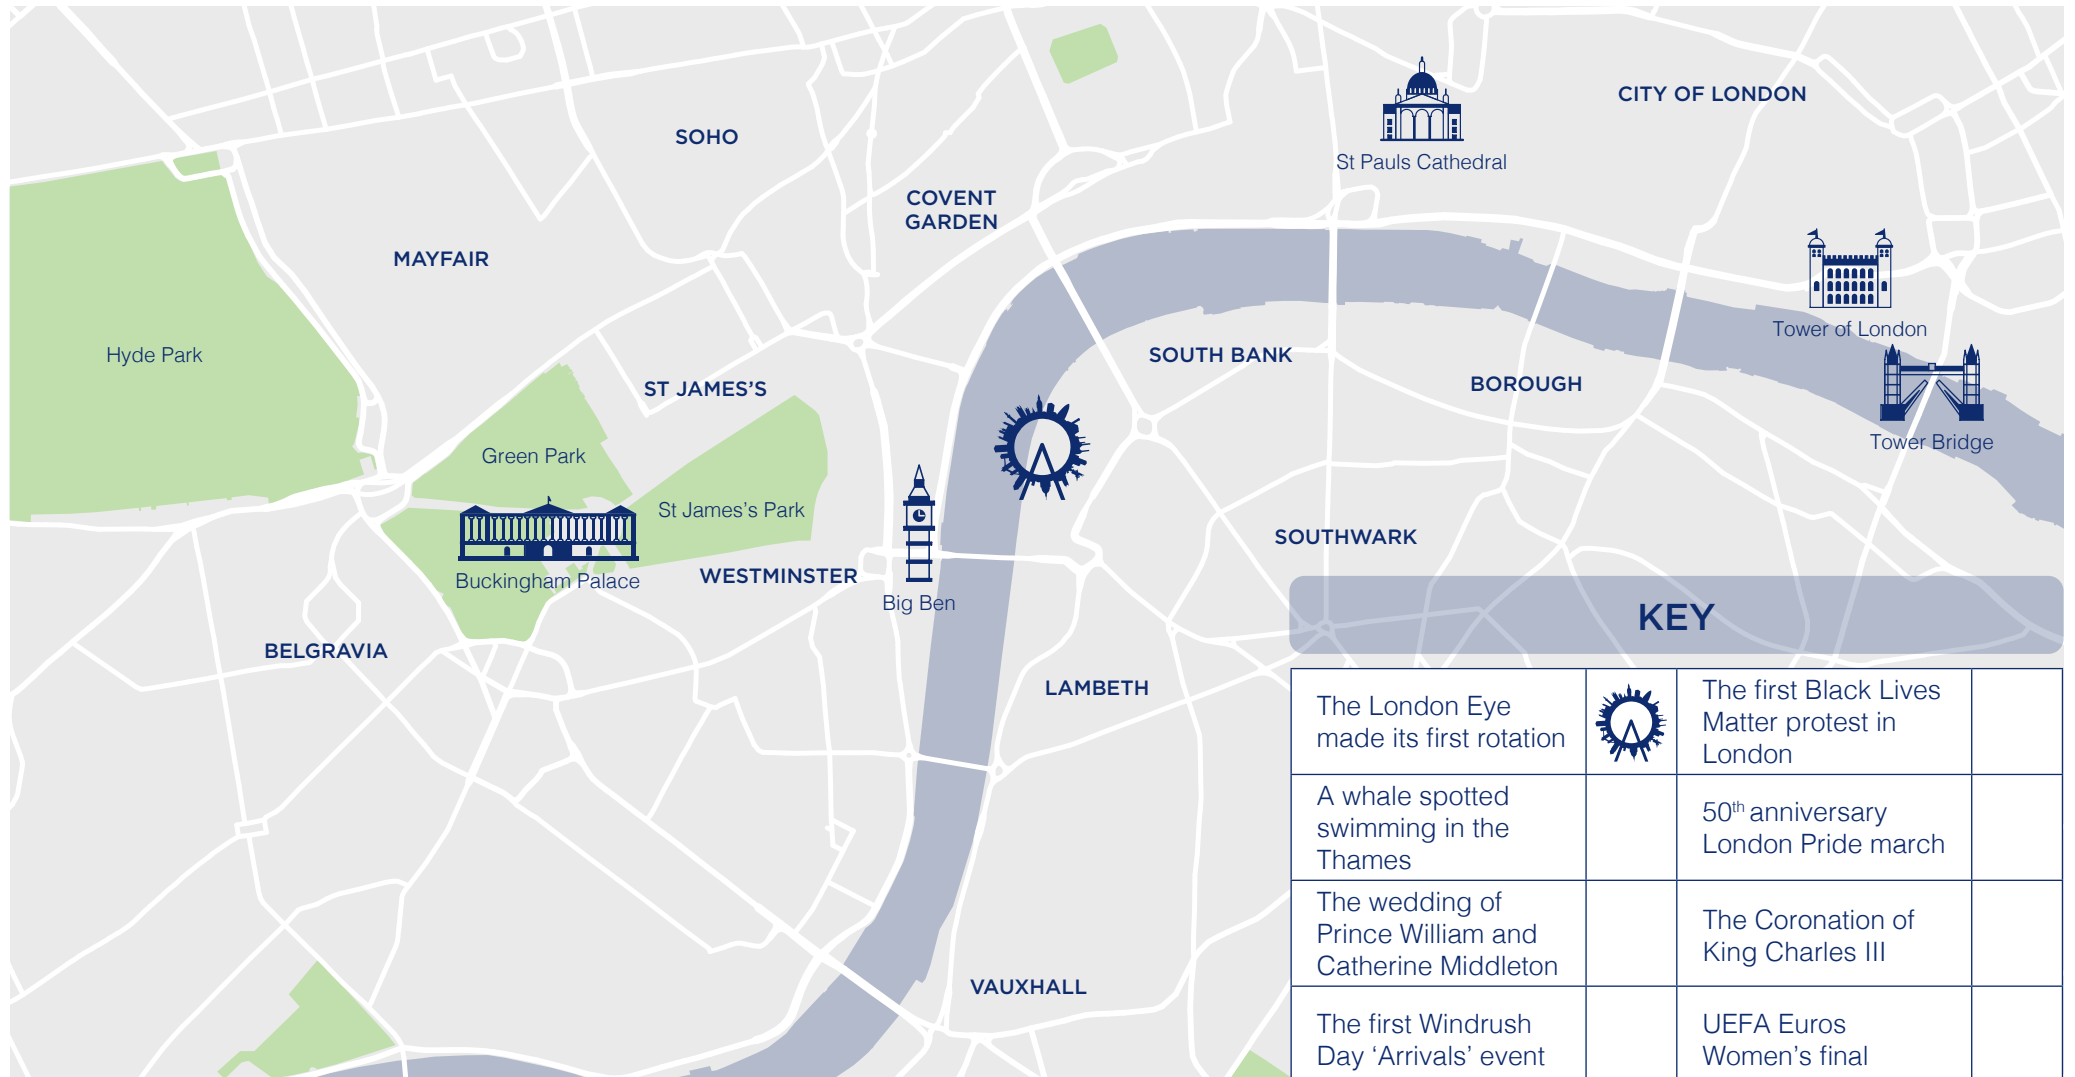 CITY OF LONDON
SOHO
St Pauls Cathedral
COVENT
GARDEN
MAYFAIR
Tower of London
Hyde Park
SOUTH BANK
BOROUGH
ST JAMES'S
Tower Bridge
Green Park
St James's Park
SOUTHWARK
WESTMINSTER
Buckingham Palace
Big Ben
BELGRAVIA
LAMBETH
VAUXHALL
KEY
The London Eye
made its first rotation
The first Black Lives
Matter protest in
London
A whale spotted
swimming in the
Thames
50th anniversary
London Pride march
The wedding of
Prince William and
Catherine Middleton
The Coronation of
King Charles III
The first Windrush
Day ‘Arrivals’ event
UEFA Euros
Women’s final